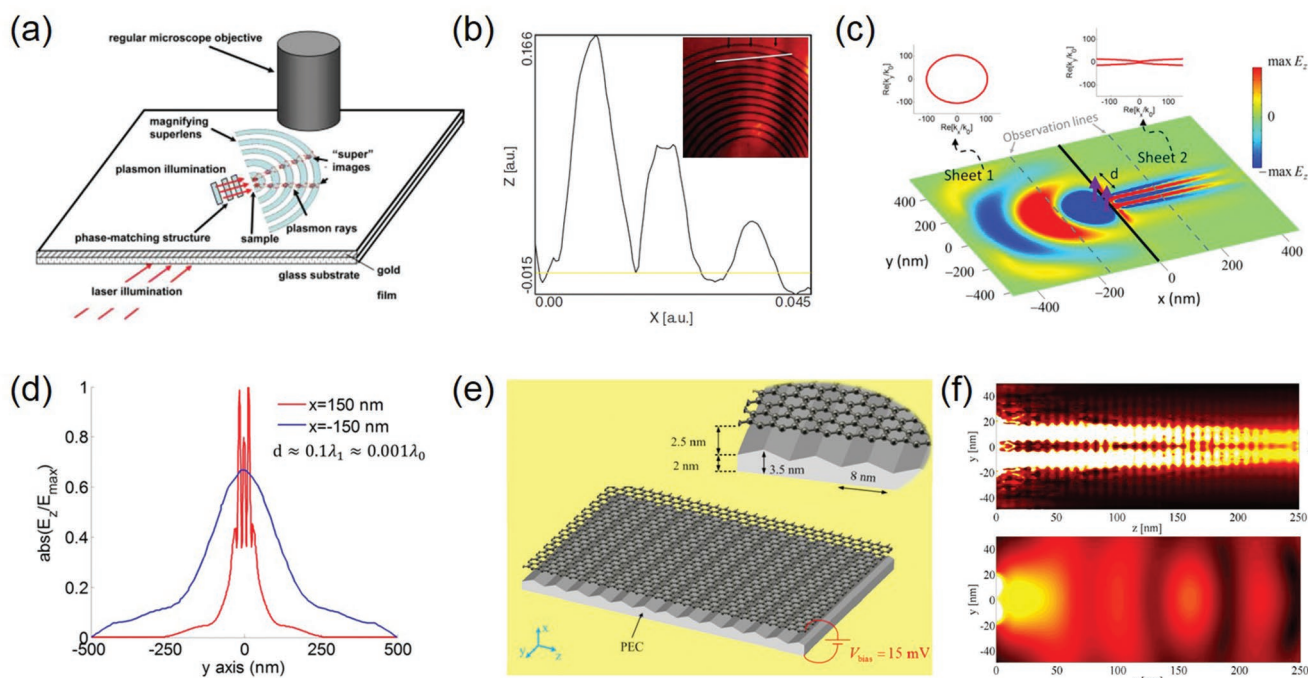 (a)
regular microscope objective
magnifying
superlens
plasmon illumination
"super"
images
phase-matching structure
sample
plasmon rays
gold
glass substrate
film
laser illumination
(b)
0.166
Z [a.u.]
-0.015
0.00
0.045
X [a.u.]
(c)
100
0
-100
Re[ky/k0]
-100 0 100
Re[kx/k0]
100
0
-100
Re[ky/k0]
-100 0 100
Re[kx/k0]
max Ez
0
−max Ez
Observation lines
Sheet 1
Sheet 2
d
400
200
0
−200
−400
y (nm)
−400
−200
0
200
400
x (nm)
(d)
1
0.8
0.6
0.4
0.2
0
abs(Ez/Emax)
x=150 nm
x=-150 nm
d ≈ 0.1λ1 ≈ 0.001λ0
-500 -250 0 250 500
y axis (nm)
(e)
2.5 nm
2 nm
3.5 nm
8 nm
PEC
x
y
z
Vbias = 15 mV
(f)
40
20
0
-20
-40
y [nm]
0 50 100 150 200 250
z [nm]
40
20
0
-20
-40
y [nm]
0 50 100 150 200 250